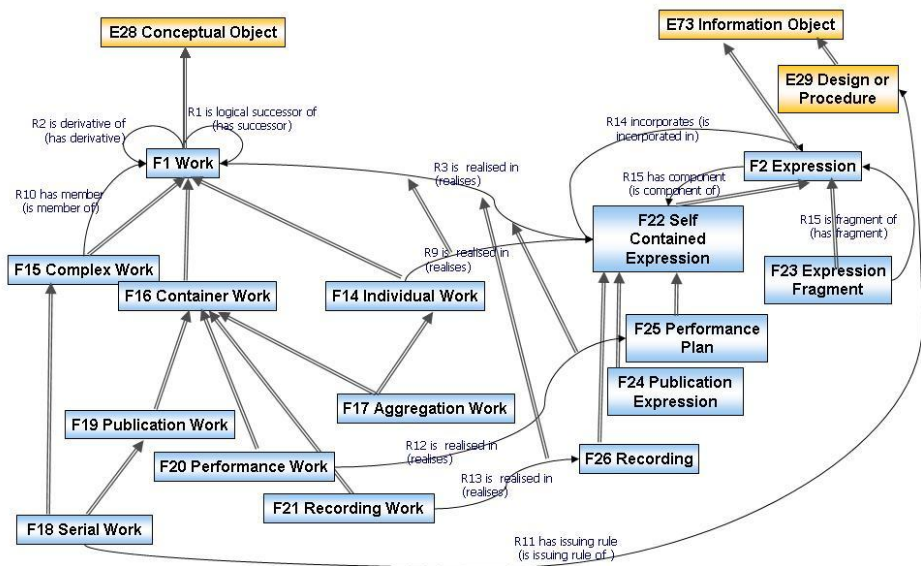 E28 Conceptual Object
E73 Information Object
E29 Design or
Procedure
R1 is logical successor of
(has successor)
R2 is derivative of
(has derivative)
R14 incorporates (is
incorporated in)
F1 Work
F2 Expression
R3 is realised in
(realises)
R15 has component
(is component of)
R10 has member
(is member of)
F22 Self
Contained
Expression
R15 is fragment of
(has fragment)
R9 is realised in
(realises)
F15 Complex Work
F23 Expression
Fragment
F16 Container Work
F14 Individual Work
F25 Performance
Plan
F24 Publication
Expression
F17 Aggregation Work
F19 Publication Work
R12 is realised in
(realises)
F20 Performance Work
F26 Recording
R13 is realised in
(realises)
F21 Recording Work
F18 Serial Work
R11 has issuing rule
(is issuing rule of )